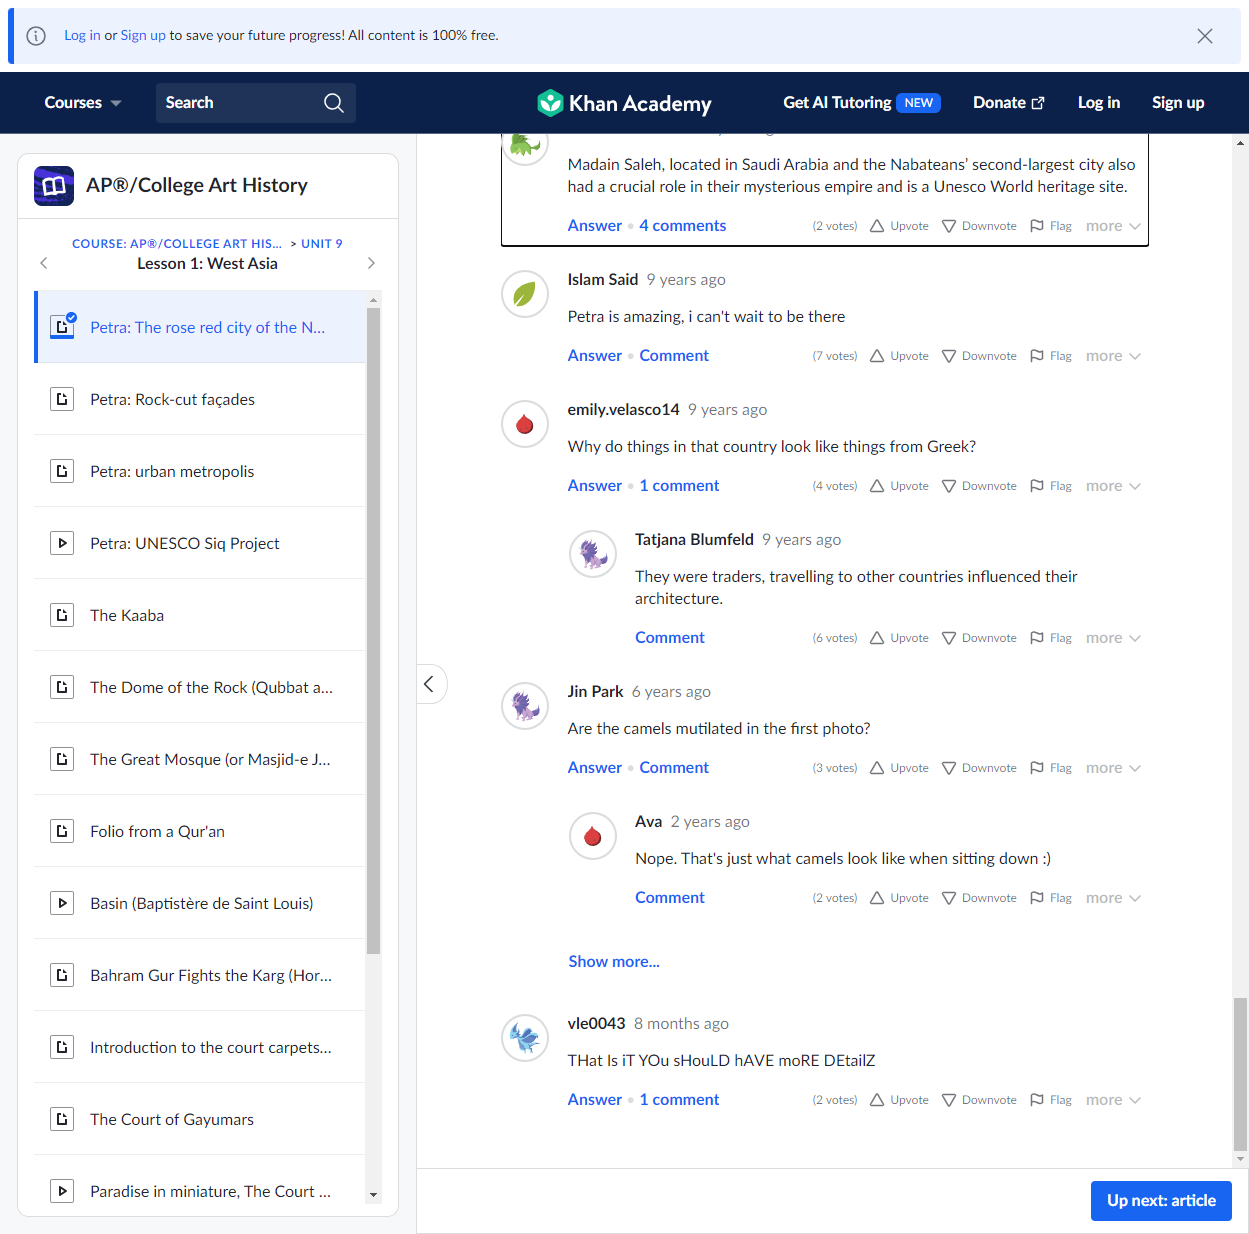 Log in or Sign up to save your future progress! All content is 100% free.
Courses
Search
Khan Academy
Get AI Tutoring NEW
Donate
Log in
Sign up
AP®/College Art History
COURSE: AP®/COLLEGE ART HIS... > UNIT 9
Lesson 1: West Asia
Petra: The rose red city of the N...
Petra: Rock-cut façades
Petra: urban metropolis
Petra: UNESCO Siq Project
The Kaaba
The Dome of the Rock (Qubbat a...
The Great Mosque (or Masjid-e J...
Folio from a Qur'an
Basin (Baptistère de Saint Louis)
Bahram Gur Fights the Karg (Hor...
Introduction to the court carpets...
The Court of Gayumars
Paradise in miniature, The Court ...
Madain Saleh, located in Saudi Arabia and the Nabateans’ second-largest city also
had a crucial role in their mysterious empire and is a Unesco World heritage site.
Answer • 4 comments (2 votes) Upvote Downvote Flag more
Islam Said 9 years ago
Petra is amazing, i can't wait to be there
Answer • Comment (7 votes) Upvote Downvote Flag more
emily.velasco14 9 years ago
Why do things in that country look like things from Greek?
Answer • 1 comment (4 votes) Upvote Downvote Flag more
Tatjana Blumfeld 9 years ago
They were traders, travelling to other countries influenced their
architecture.
Comment (6 votes) Upvote Downvote Flag more
Jin Park 6 years ago
Are the camels mutilated in the first photo?
Answer • Comment (3 votes) Upvote Downvote Flag more
Ava 2 years ago
Nope. That's just what camels look like when sitting down :)
Comment (2 votes) Upvote Downvote Flag more
Show more...
vle0043 8 months ago
THat Is iT YOu sHouLD hAVE moRE DEtailZ
Answer • 1 comment (2 votes) Upvote Downvote Flag more
Up next: article